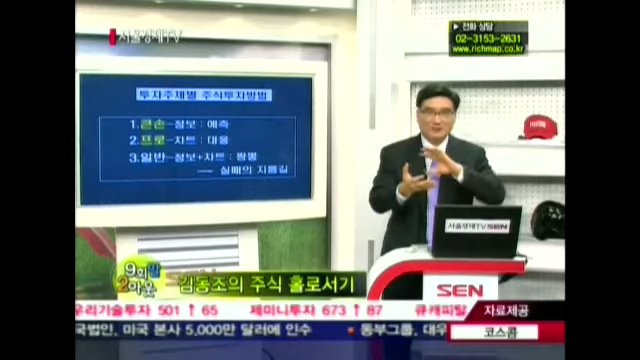 서울경제TV
▶ 전화 상담
02-3153-2631
www.richmap.co.kr
투자주체별 주식투자방법
1.큰손-정보 : 예측
2.프로-차트 : 대응
3.일반-정보+차트 : 짬뽕
── 실패의 지름길
서울경제TV SEN
9회말
2아웃
김동조의 주식 홀로서기
SEN
우리기술투자 501 ↑ 65 제미니투자 673 ↑ 87 큐캐피탈
자료제공
국법인, 미국 본사 5,000만 달러에 인수 ■ 동부그룹, 대우
코스콤